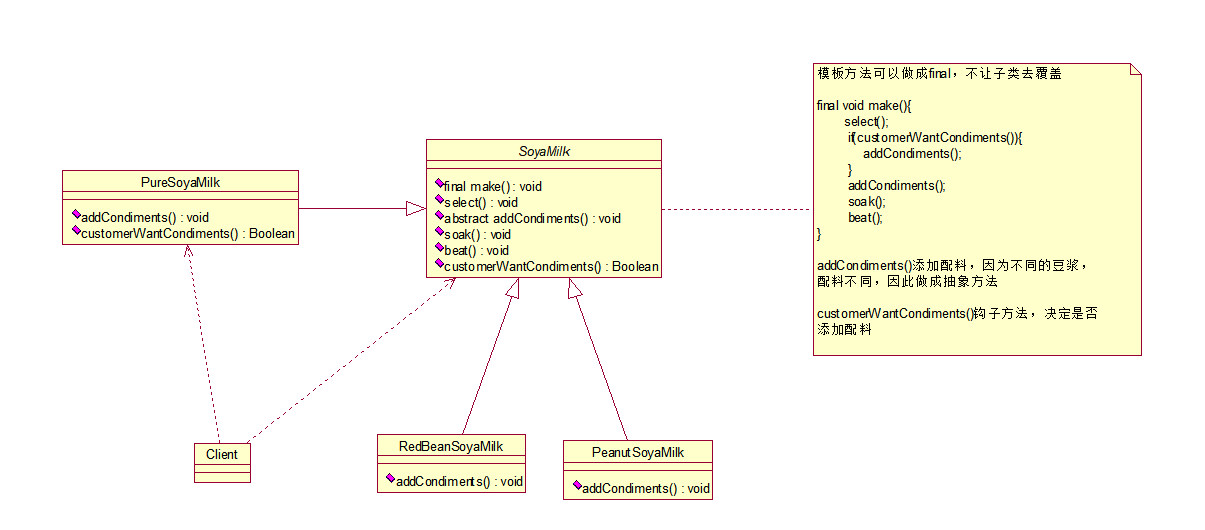 PureSoyaMilk
addCondiments() : void
customerWantCondiments() : Boolean
SoyaMilk
final make() : void
select() : void
abstract addCondiments() : void
soak() : void
beat() : void
customerWantCondiments() : Boolean
模板方法可以做成final，不让子类去覆盖
final void make(){
select();
if(customerWantCondiments()){
addCondiments();
}
addCondiments();
soak();
beat();
}
addCondiments()添加配料，因为不同的豆浆，
配料不同，因此做成抽象方法
customerWantCondiments()钩子方法，决定是否
添加配料
Client
RedBeanSoyaMilk
addCondiments() : void
PeanutSoyaMilk
addCondiments() : void